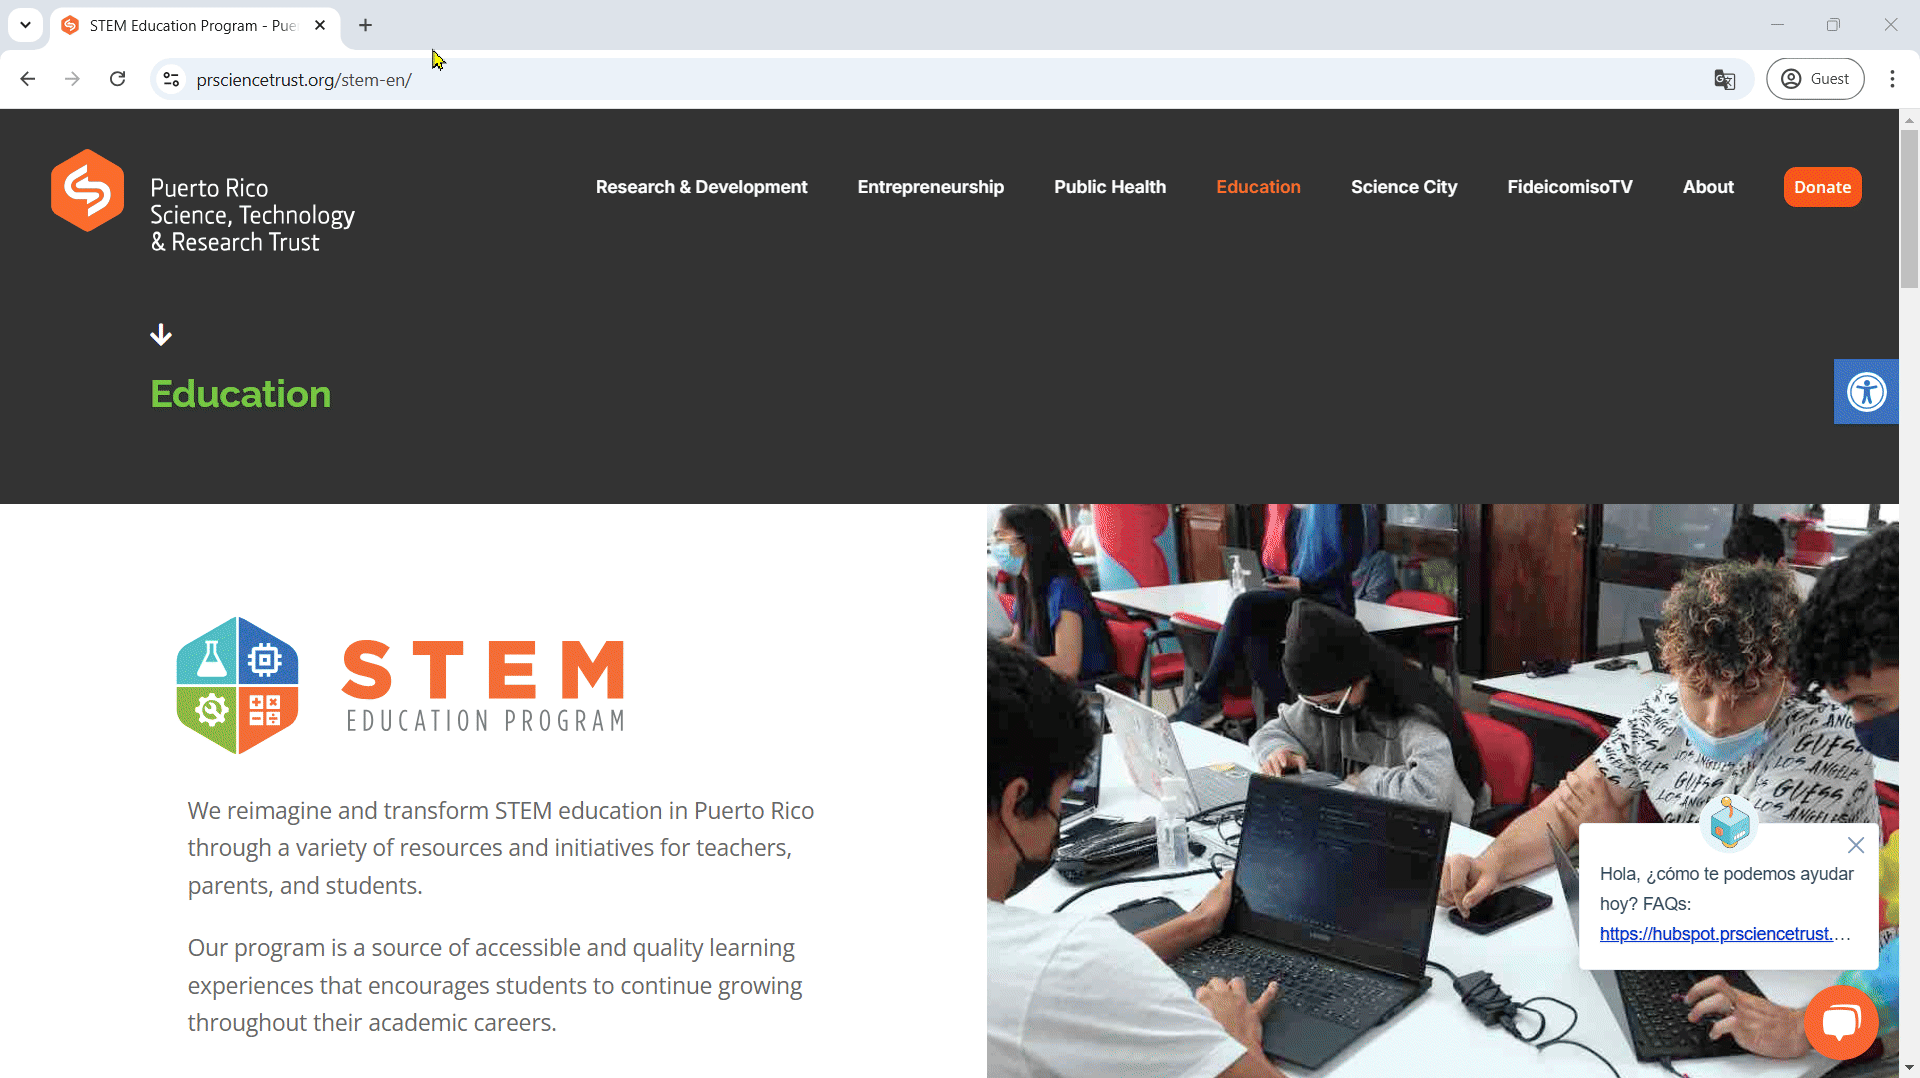 STEM Education Program - Pue
prsciencetrust.org/stem-en/
Guest
Puerto Rico
Science, Technology
& Research Trust
Research & Development
Entrepreneurship
Public Health
Education
Science City
FideicomisoTV
About
Donate
Education
STEM
EDUCATION PROGRAM
We reimagine and transform STEM education in Puerto Rico
through a variety of resources and initiatives for teachers,
parents, and students.
Our program is a source of accessible and quality learning
experiences that encourages students to continue growing
throughout their academic careers.
Hola, ¿cómo te podemos ayudar
hoy? FAQs:
https://hubspot.prsciencetrust.…